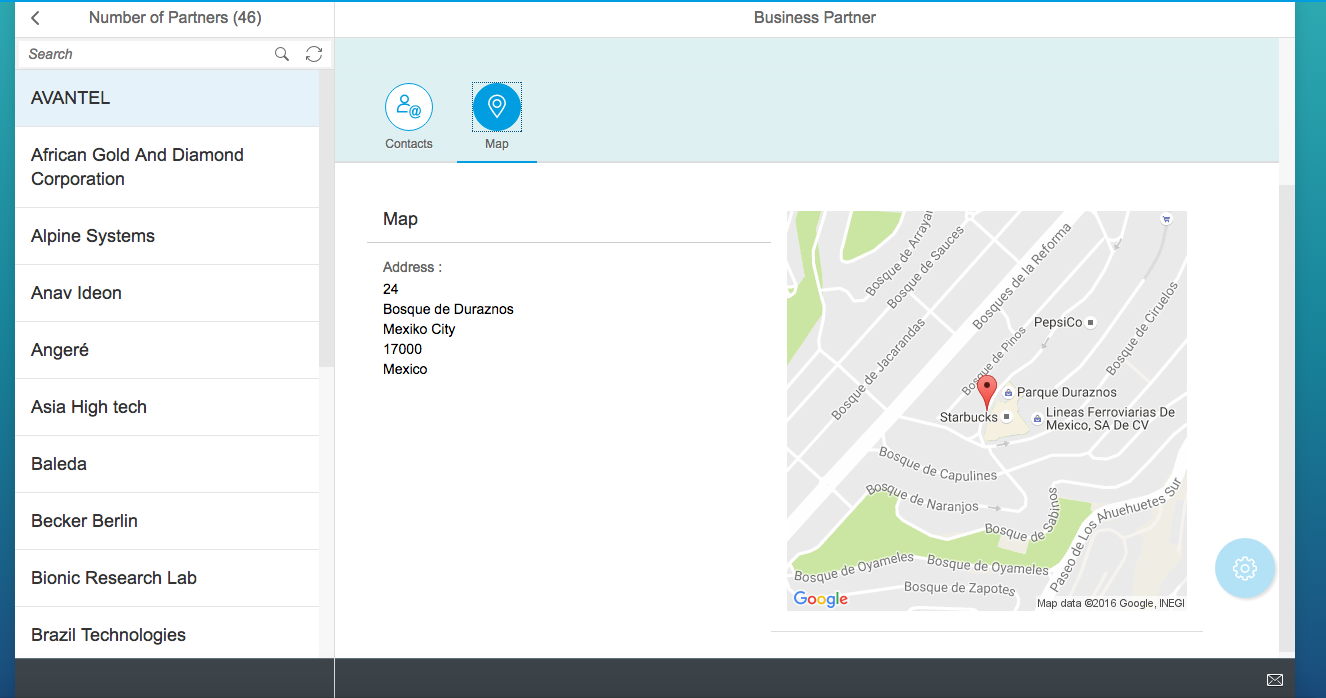 Number of Partners (46)
Business Partner
Search
AVANTEL
African Gold And Diamond
Corporation
Alpine Systems
Anav Ideon
Angeré
Asia High tech
Baleda
Becker Berlin
Bionic Research Lab
Brazil Technologies
Contacts
Map
Map
Address :
24
Bosque de Duraznos
Mexiko City
17000
Mexico
Bosque de Arrayan
Bosque de Sauces
Bosques de la Reforma
Bosque de Ciruelos
PepsiCo
Bosque de Pinos
Bosque de Jacarandas
Parque Duraznos
Starbucks
Lineas Ferroviarias De
Mexico, SA De CV
Bosque de Capulines
Bosque de Naranjos
Bosque de Sabinos
Paseo de Los Ahuehuetes Sur
Bosque de Oyameles
Bosque de Oyameles
Bosque de Zapotes
Google
Map data ©2016 Google, INEGI